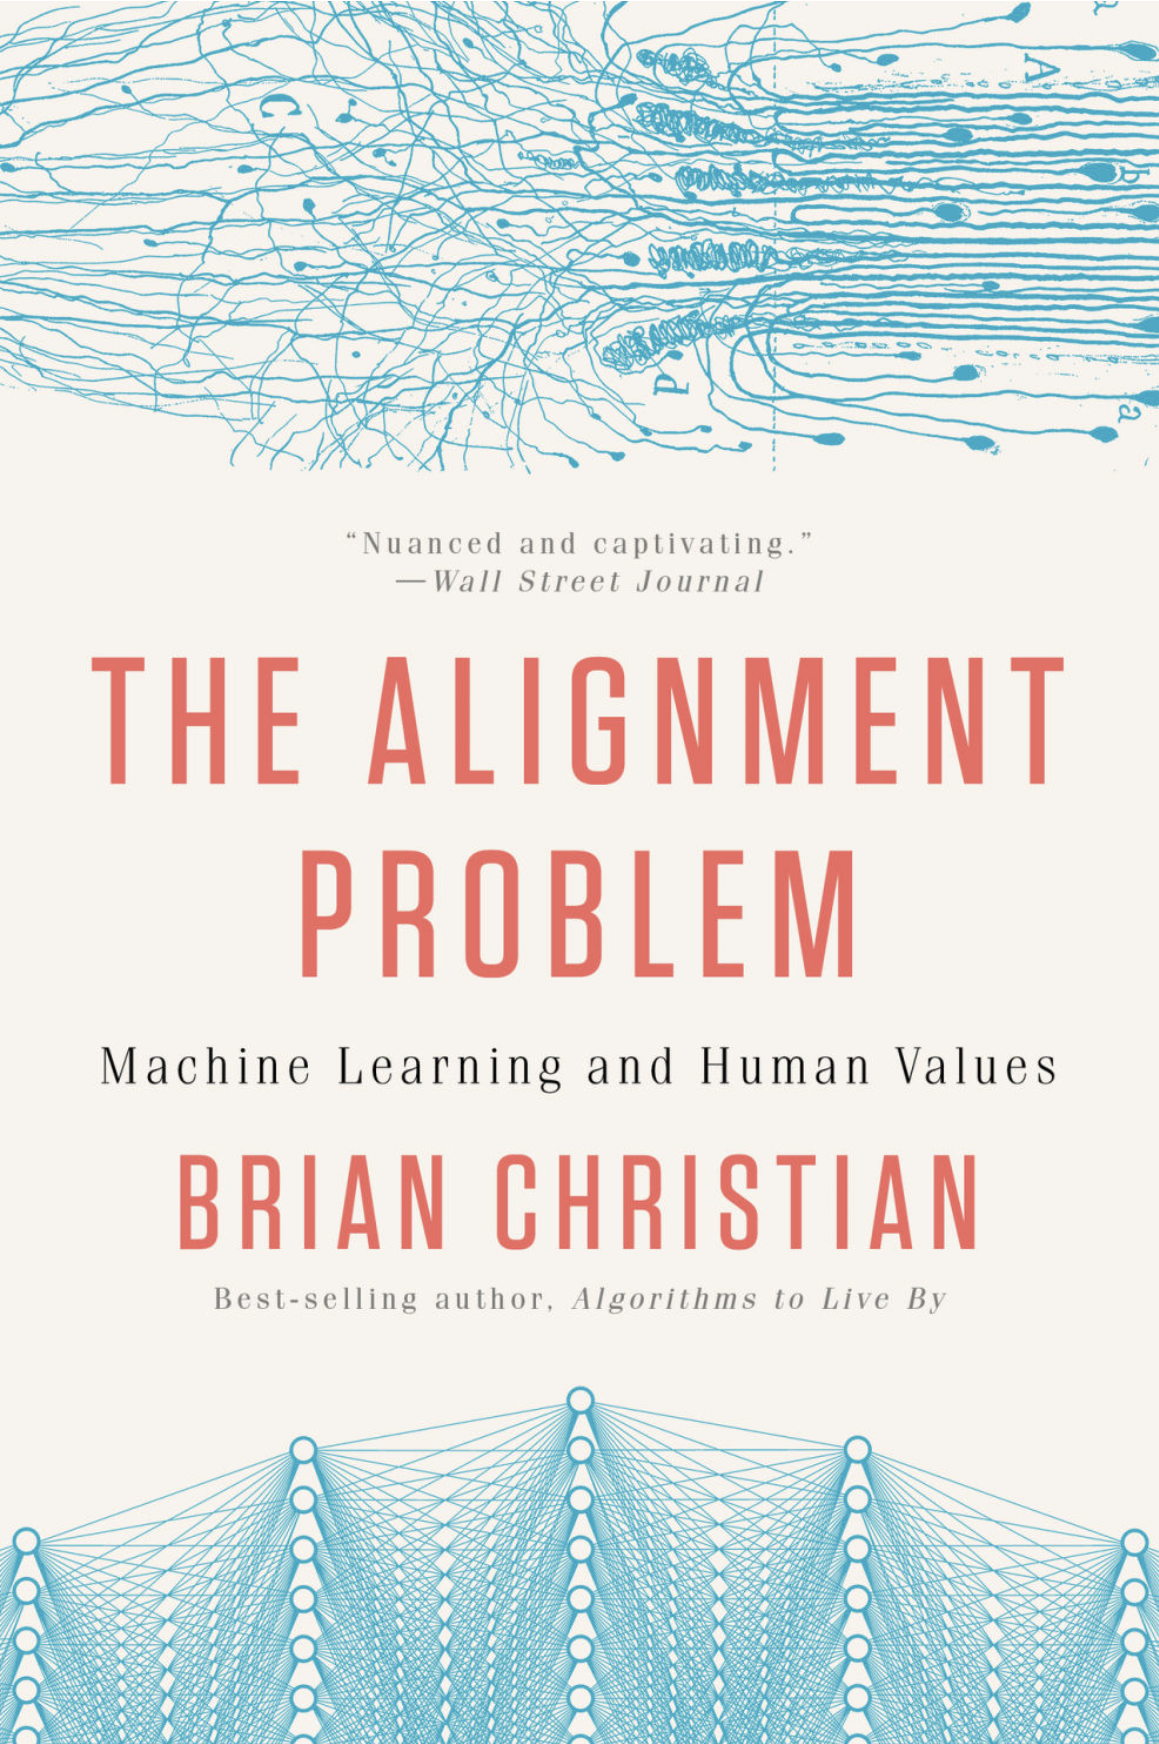 A
b
a
P
"Nuanced and captivating."
—Wall Street Journal
THE ALIGNMENT
PROBLEM
Machine Learning and Human Values
BRIAN CHRISTIAN
Best-selling author, Algorithms to Live By